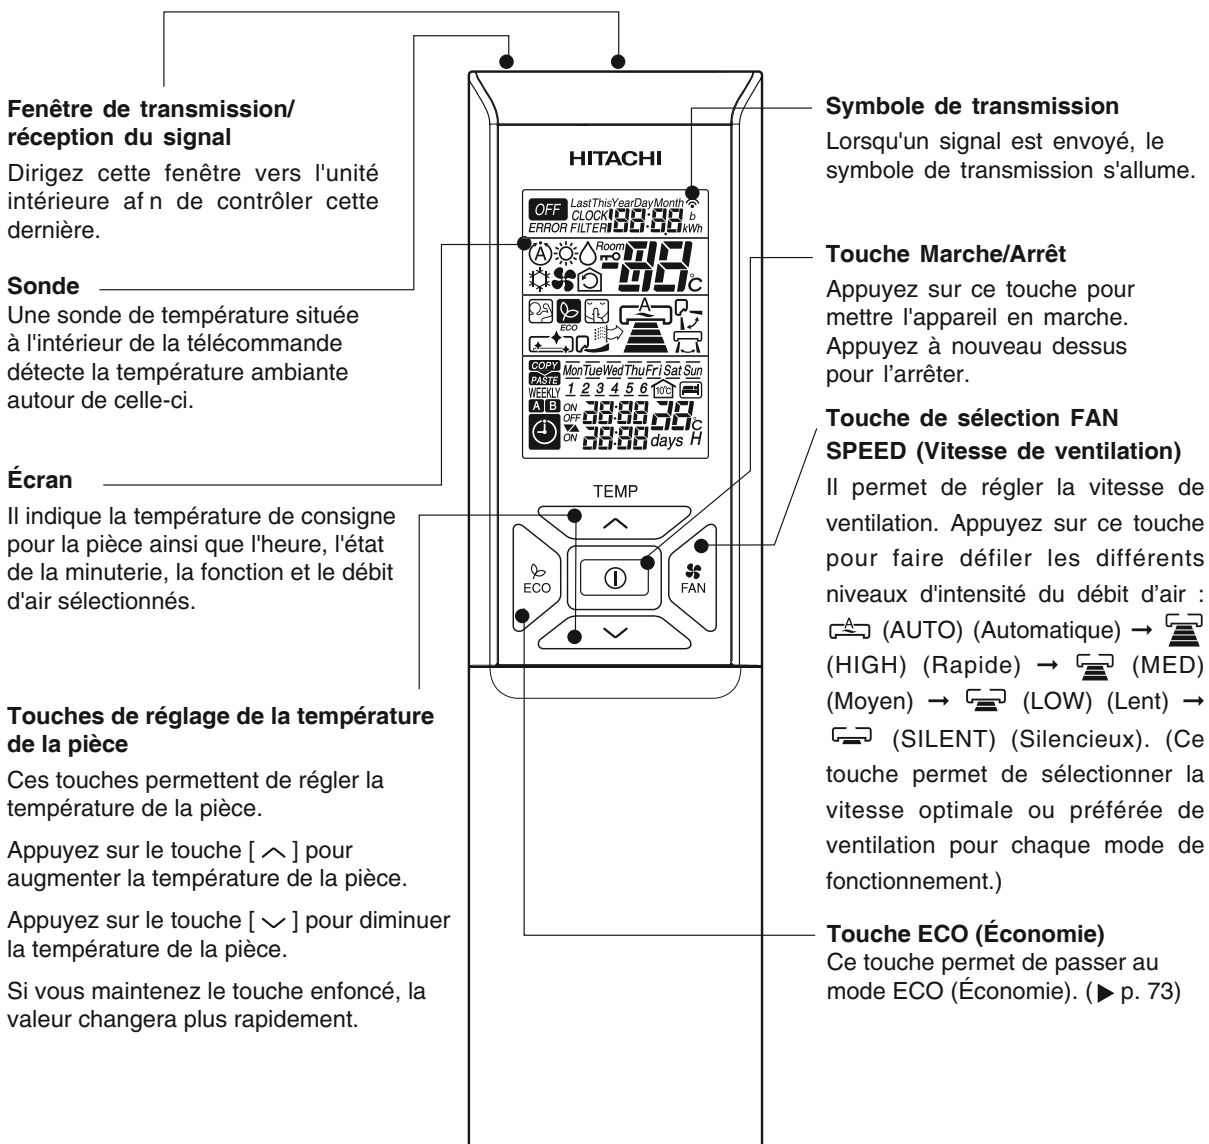 Fenêtre de transmission/
réception du signal
Dirigez cette fenêtre vers l'unité
intérieure af n de contrôler cette
dernière.
Sonde
Une sonde de température située
à l'intérieur de la télécommande
détecte la température ambiante
autour de celle-ci.
Écran
Il indique la température de consigne
pour la pièce ainsi que l'heure, l'état
de la minuterie, la fonction et le débit
d'air sélectionnés.
Touches de réglage de la température
de la pièce
Ces touches permettent de régler la
température de la pièce.
Appuyez sur le touche [ ] pour
augmenter la température de la pièce.
Appuyez sur le touche [ ] pour diminuer
la température de la pièce.
Si vous maintenez le touche enfoncé, la
valeur changera plus rapidement.
HITACHI
OFF LastThisYearDayMonth
CLOCK 188:88 b
ERROR FILTER kWh
A Room 88 °C
A
ECO
COPY MonTueWedThuFriSatSun
PASTE
WEEKLY 1 2 3 4 5 6 10°C
A B ON 38:88 28 °C
OFF
ON 28:88 days H
TEMP
ECO
FAN
Symbole de transmission
Lorsqu'un signal est envoyé, le
symbole de transmission s'allume.
Touche Marche/Arrêt
Appuyez sur ce touche pour
mettre l'appareil en marche.
Appuyez à nouveau dessus
pour l’arrêter.
Touche de sélection FAN
SPEED (Vitesse de ventilation)
Il permet de régler la vitesse de
ventilation. Appuyez sur ce touche
pour faire défiler les différents
niveaux d'intensité du débit d’air :
A (AUTO) (Automatique) →
(HIGH) (Rapide) → (MED)
(Moyen) → (LOW) (Lent) →
(SILENT) (Silencieux). (Ce
touche permet de sélectionner la
vitesse optimale ou préférée de
ventilation pour chaque mode de
fonctionnement.)
Touche ECO (Économie)
Ce touche permet de passer au
mode ECO (Économie). (▶ p. 73)